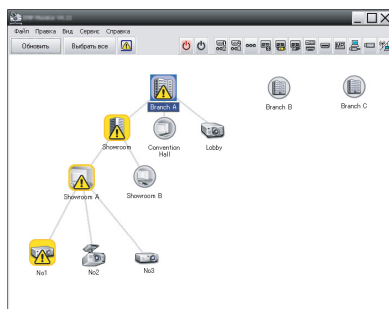 Файл Правка Вид Сервис Справка
Обновить Выбрать все
Branch A Branch B Branch C
Showroom Convention Hall Lobby
Showroom A Showroom B
No1 No2 No3